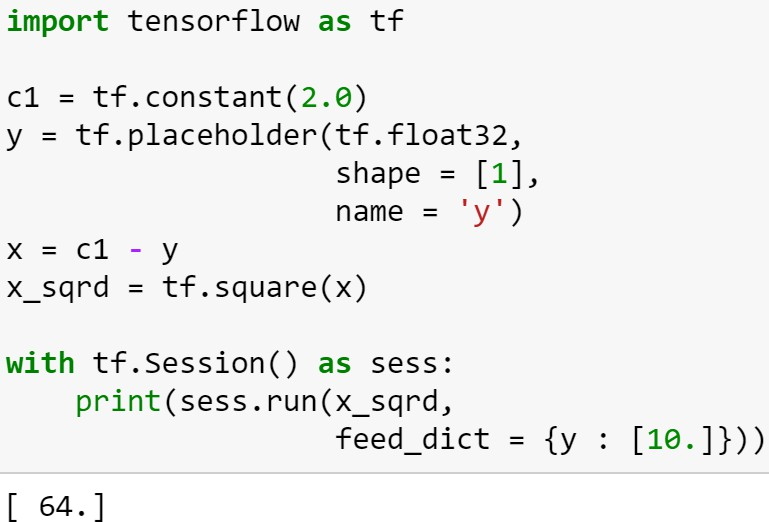 import tensorflow as tf
c1 = tf.constant(2.0)
y = tf.placeholder(tf.float32,
shape = [1],
name = 'y')
x = c1 - y
x_sqrd = tf.square(x)
with tf.Session() as sess:
print(sess.run(x_sqrd,
feed_dict = {y : [10.]}))
[ 64.]